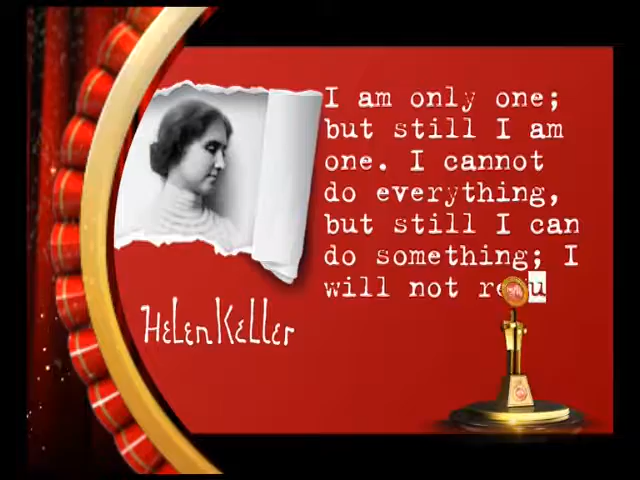 I am only one;
but still I am
one. I cannot
do everything,
but still I can
do something; I
will not
Helen Keller